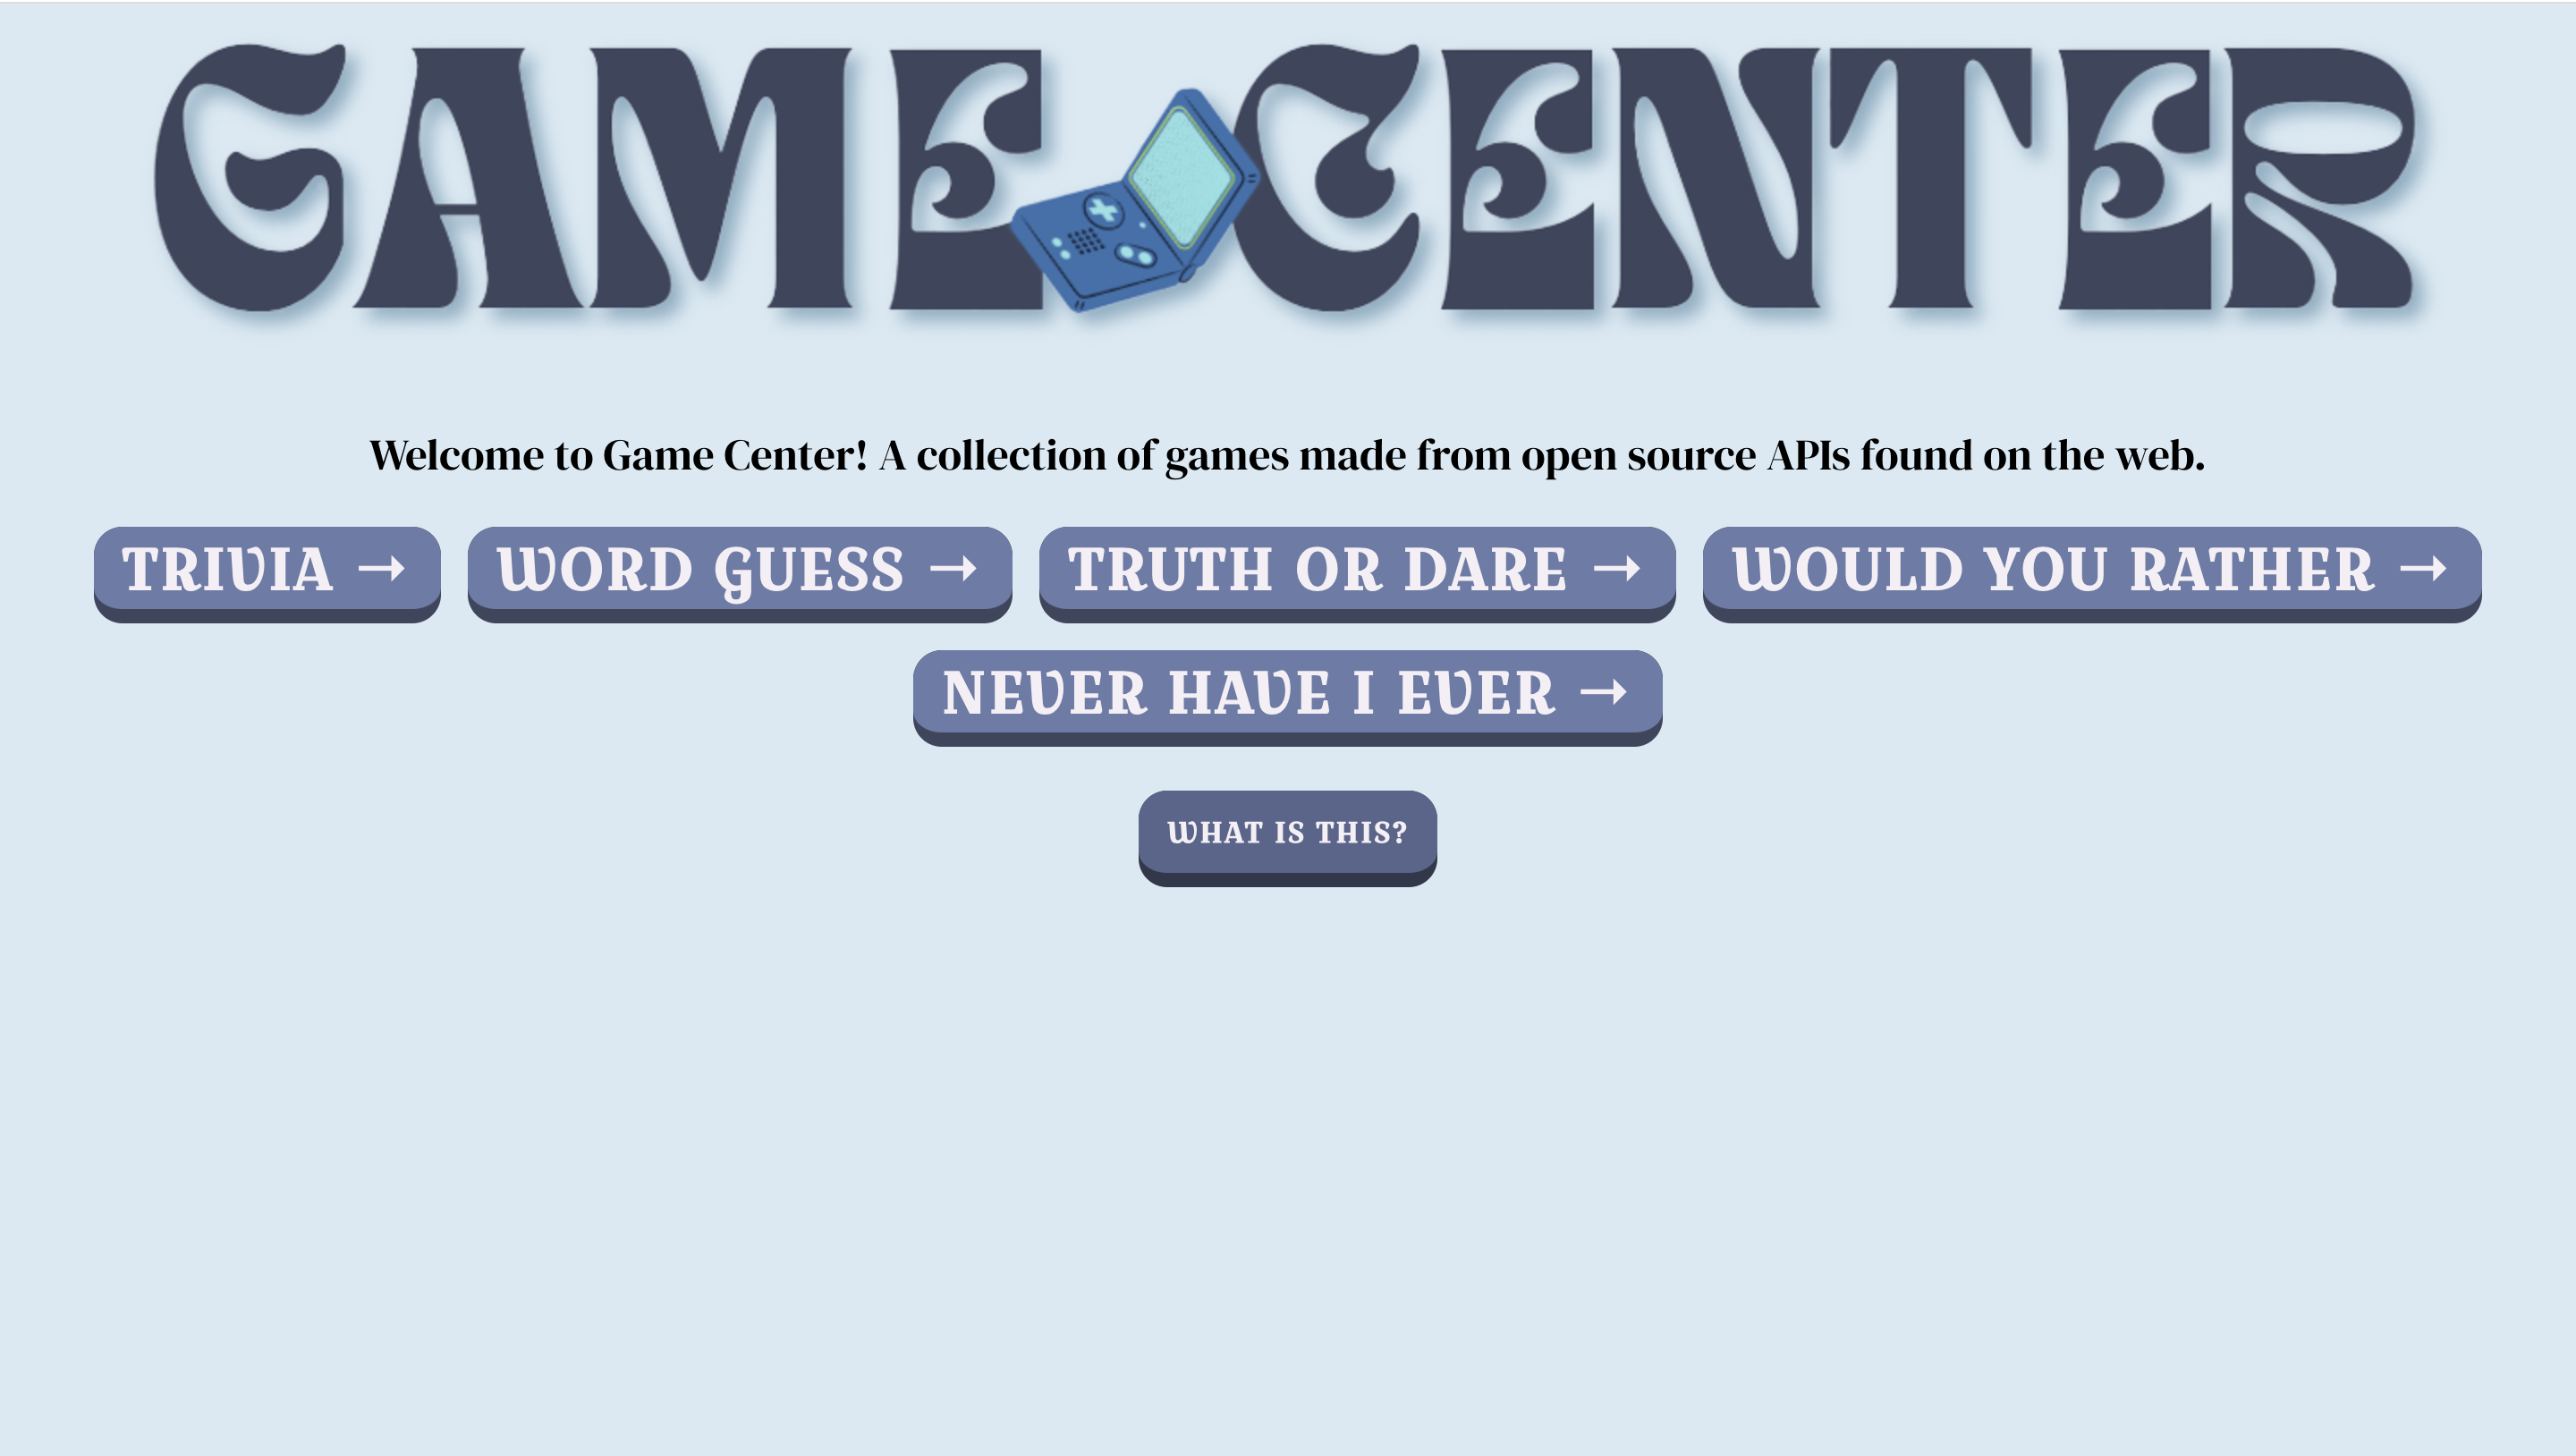 GAME CENTER
Welcome to Game Center! A collection of games made from open source APIs found on the web.
TRIVIA →
WORD GUESS →
TRUTH OR DARE →
WOULD YOU RATHER →
NEVER HAVE I EVER →
WHAT IS THIS?